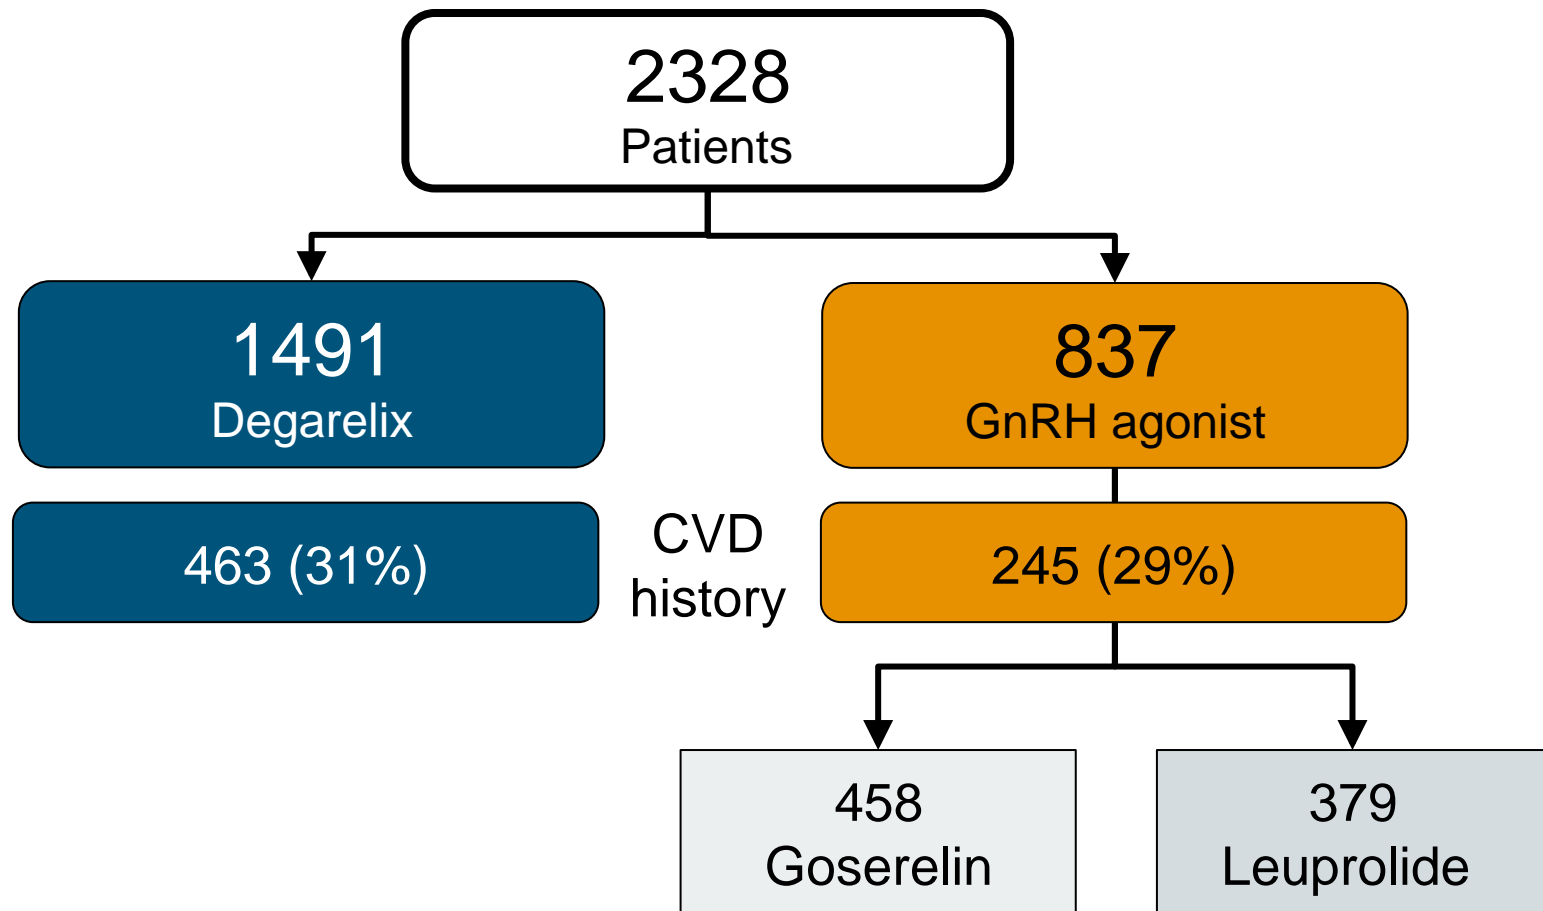 2328
Patients
1491
Degarelix
837
GnRH agonist
463 (31%)
CVD
history
245 (29%)
458
Goserelin
379
Leuprolide